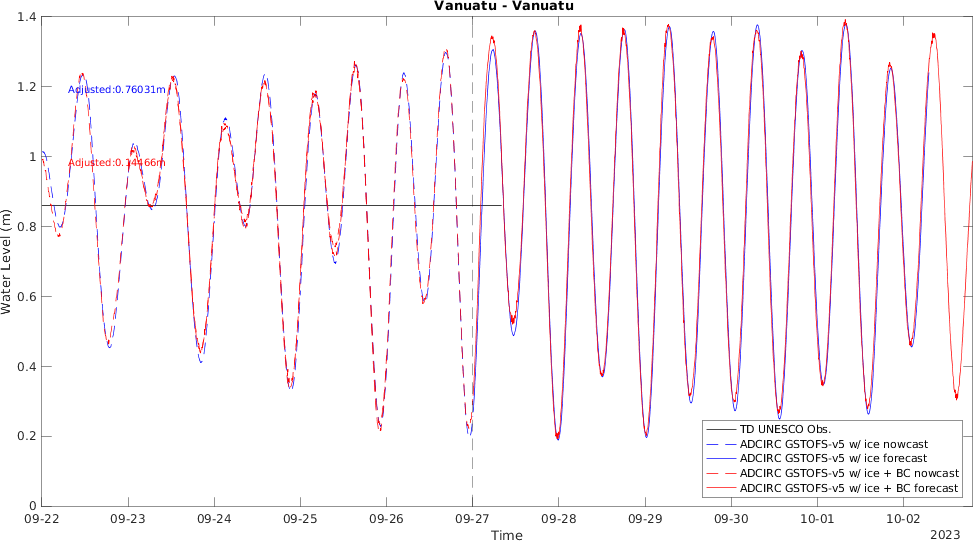 Vanuatu - Vanuatu
1.4
1.2
1
0.8
0.6
0.4
0.2
0
Water Level (m)
Adjusted:0.76031m
Adjusted:0.14466m
TD UNESCO Obs.
ADCIRC GSTOFS-v5 w/ ice nowcast
ADCIRC GSTOFS-v5 w/ ice forecast
ADCIRC GSTOFS-v5 w/ ice + BC nowcast
ADCIRC GSTOFS-v5 w/ ice + BC forecast
09-22 09-23 09-24 09-25 09-26 09-27 09-28 09-29 09-30 10-01 10-02
Time
2023